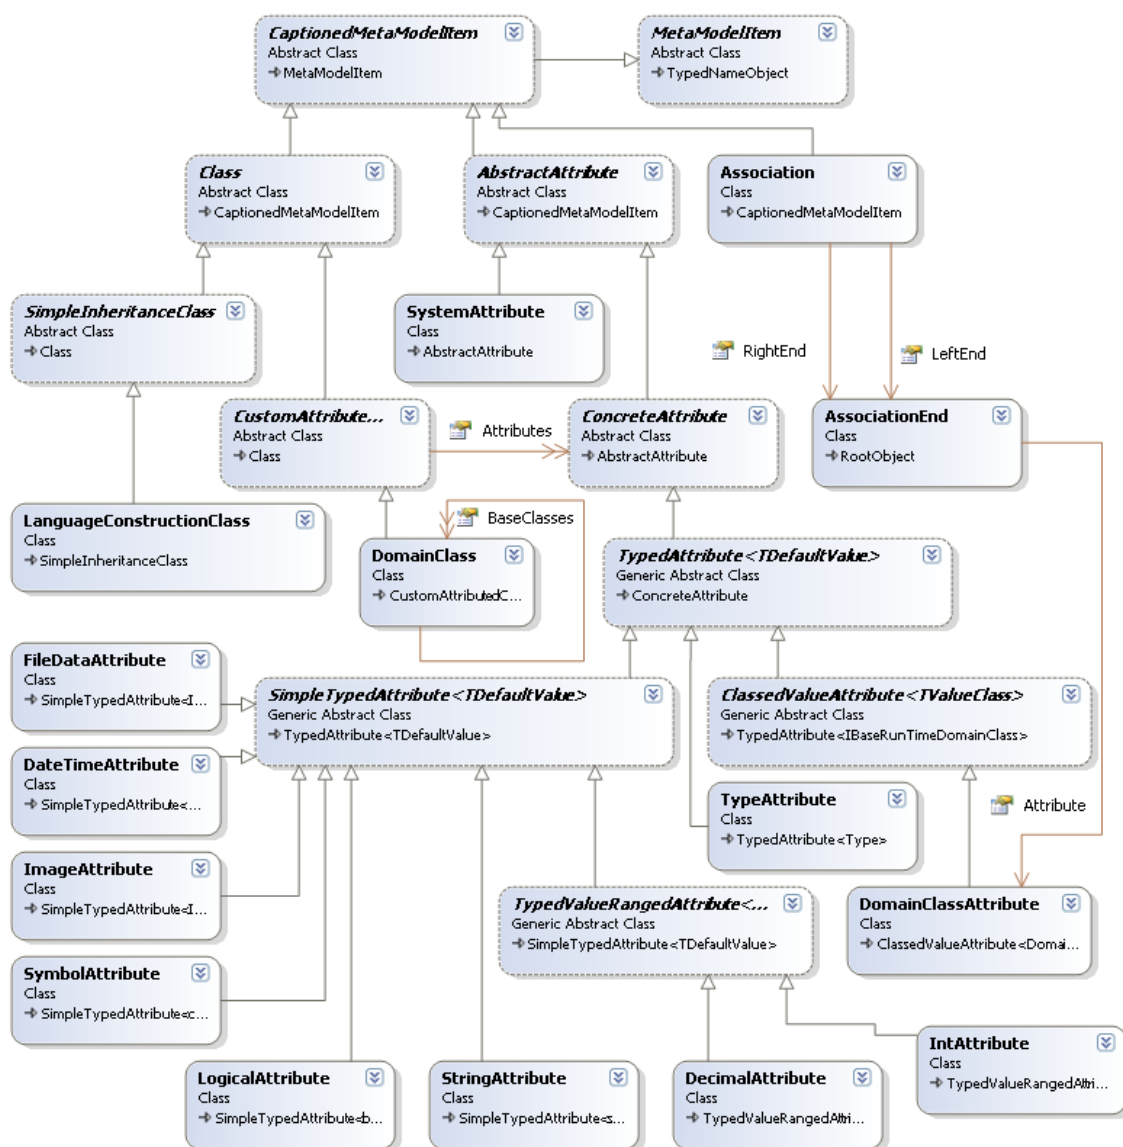 CaptionedMetaModelItem
Abstract Class
MetaModelItem
MetaModelItem
Abstract Class
TypedNameObject
Class
Abstract Class
CaptionedMetaModelItem
AbstractAttribute
Abstract Class
CaptionedMetaModelItem
Association
Class
CaptionedMetaModelItem
SimpleInheritanceClass
Abstract Class
Class
SystemAttribute
Class
AbstractAttribute
RightEnd
LeftEnd
CustomAttribute...
Abstract Class
Class
Attributes
ConcreteAttribute
Abstract Class
AbstractAttribute
AssociationEnd
Class
RootObject
LanguageConstructionClass
Class
SimpleInheritanceClass
BaseClasses
DomainClass
Class
CustomAttributedC...
TypedAttribute<TDefaultValue>
Generic Abstract Class
ConcreteAttribute
FileDataAttribute
Class
SimpleTypedAttribute<I...
SimpleTypedAttribute<TDefaultValue>
Generic Abstract Class
TypedAttribute<TDefaultValue>
ClassedValueAttribute<TValueClass>
Generic Abstract Class
TypedAttribute<IBaseRunTimeDomainClass>
DateTimeAttribute
Class
SimpleTypedAttribute<...
TypeAttribute
Class
TypedAttribute<Type>
Attribute
ImageAttribute
Class
SimpleTypedAttribute<I...
TypedValueRangedAttribute<...
Generic Abstract Class
SimpleTypedAttribute<TDefaultValue>
DomainClassAttribute
Class
ClassedValueAttribute<Domai...
SymbolAttribute
Class
SimpleTypedAttribute<c...
IntAttribute
Class
TypedValueRangedAttri...
LogicalAttribute
Class
SimpleTypedAttribute<b...
StringAttribute
Class
SimpleTypedAttribute<s...
DecimalAttribute
Class
TypedValueRangedAttri...